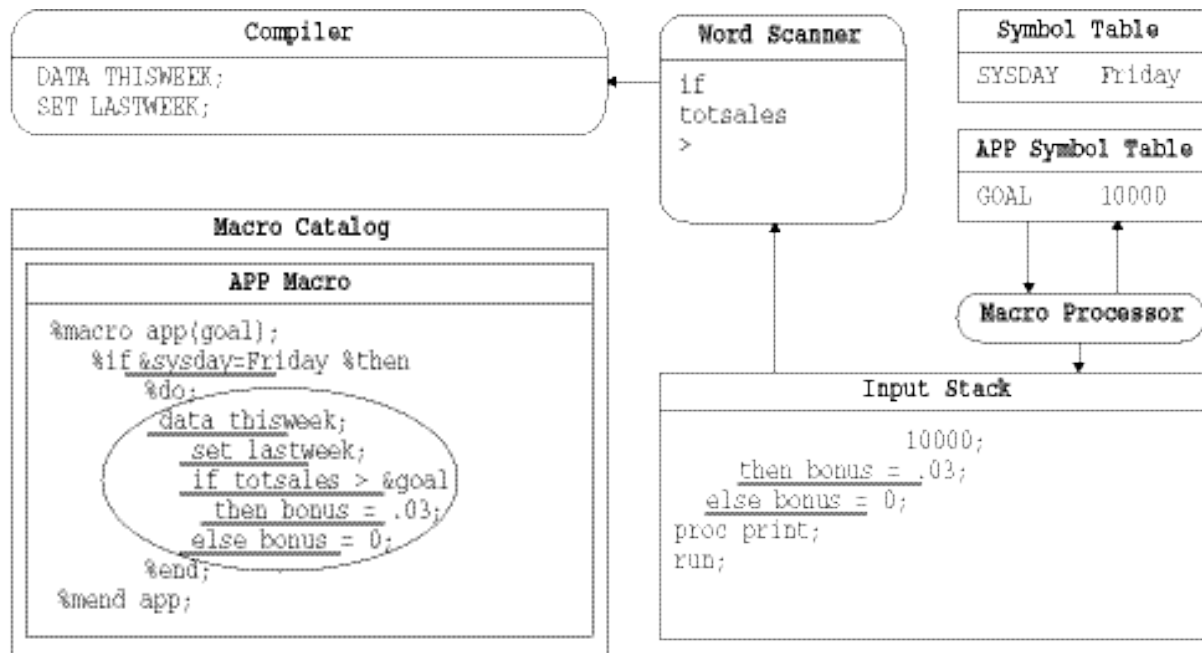 Compiler
DATA THISWEEK;
SET LASTWEEK;
Word Scanner
if
totsales
>
Symbol Table
SYSDAY Friday
APP Symbol Table
GOAL 10000
Macro Processor
Macro Catalog
APP Macro
%macro app(goal);
%if &sysday=Friday %then
%do;
data thisweek;
set lastweek;
if totsales > &goal
then bonus = .03;
else bonus = 0;
%end;
%mend app;
Input Stack
10000;
then bonus = .03;
else bonus = 0;
proc print;
run;